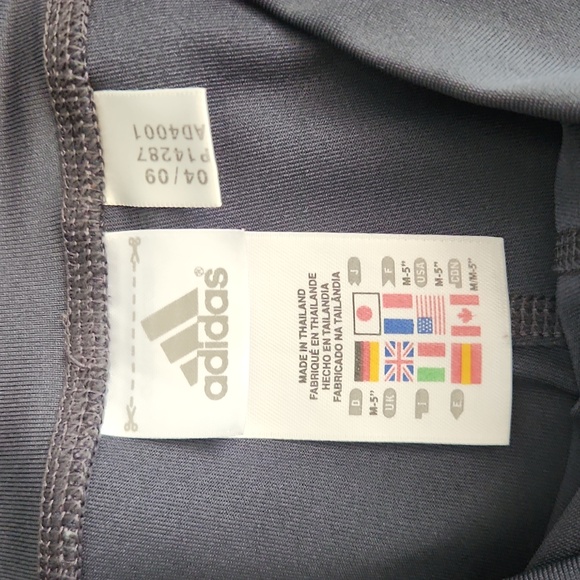 04/09
P14287
AD4001
adidas®
MADE IN THAILAND
FABRIQUÉ EN THAILANDE
HECHO EN TAILANDIA
FABRICADO NA TAILÂNDIA
J
F
M-5"
USA
M-5"
CDN
M/M-5"
D
M-5"
UK
I
E